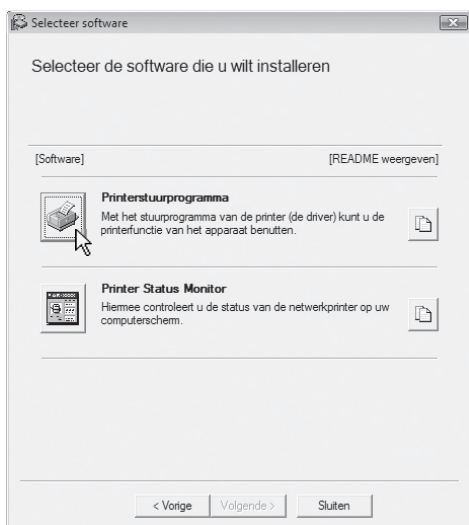 Selecteer software
Selecteer de software die u wilt installeren
[Software] [README weergeven]
Printerstuurprogramma
Met het stuurprogramma van de printer (de driver) kunt u de
printerfunctie van het apparaat benutten.
Printer Status Monitor
Hiermee controleert u de status van de netwerkprinter op uw
computerscherm.
< Vorige Volgende > Sluiten